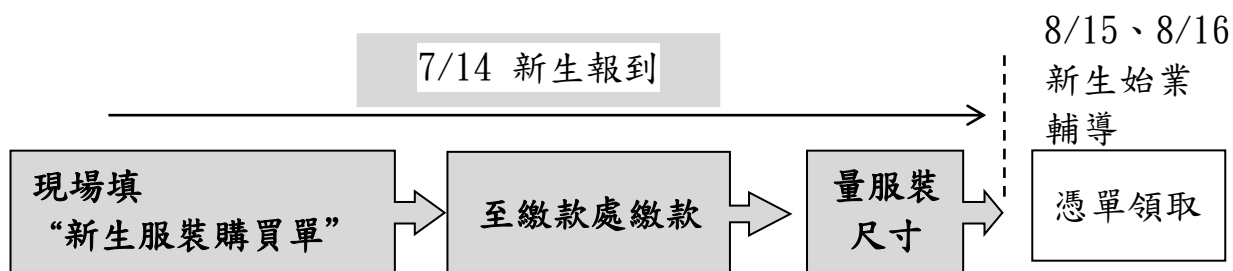 7/14 新生報到
8/15、8/16
新生始業
輔導
現場填
“新生服裝購買單”
至繳款處繳款
量服裝
尺寸
憑單領取